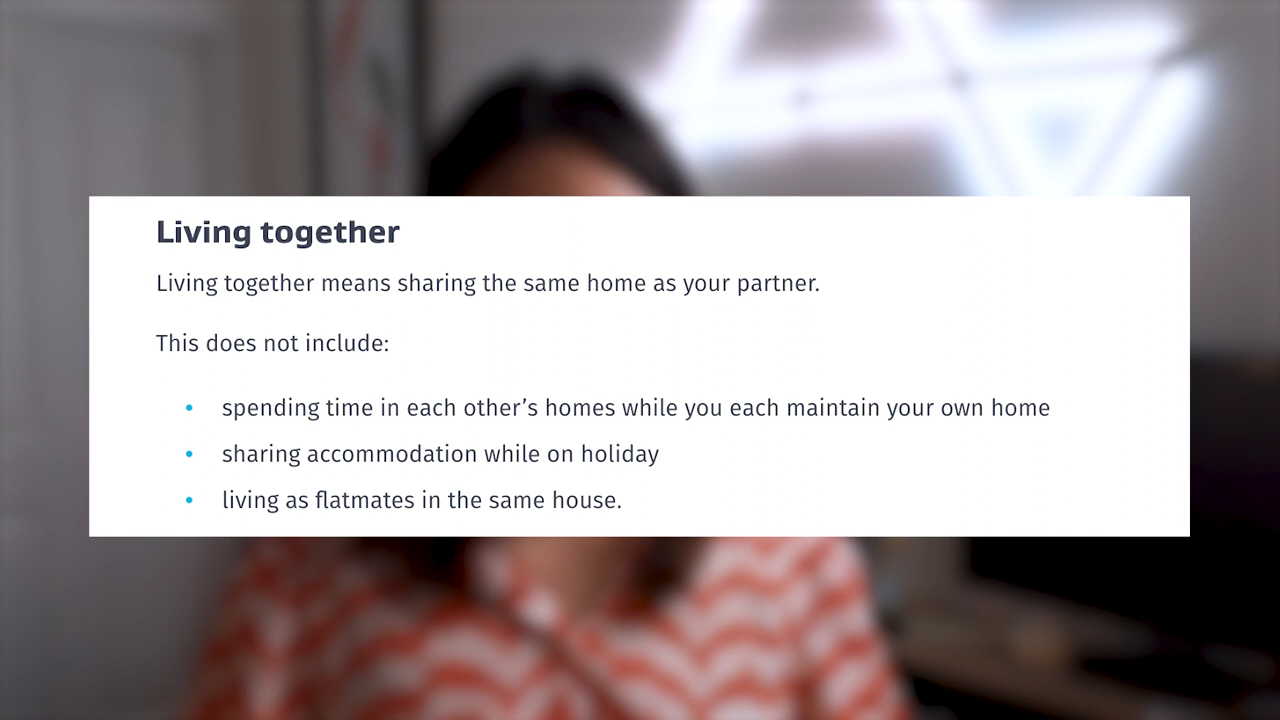 Living together
Living together means sharing the same home as your partner.
This does not include:
• spending time in each other’s homes while you each maintain your own home
• sharing accommodation while on holiday
• living as flatmates in the same house.